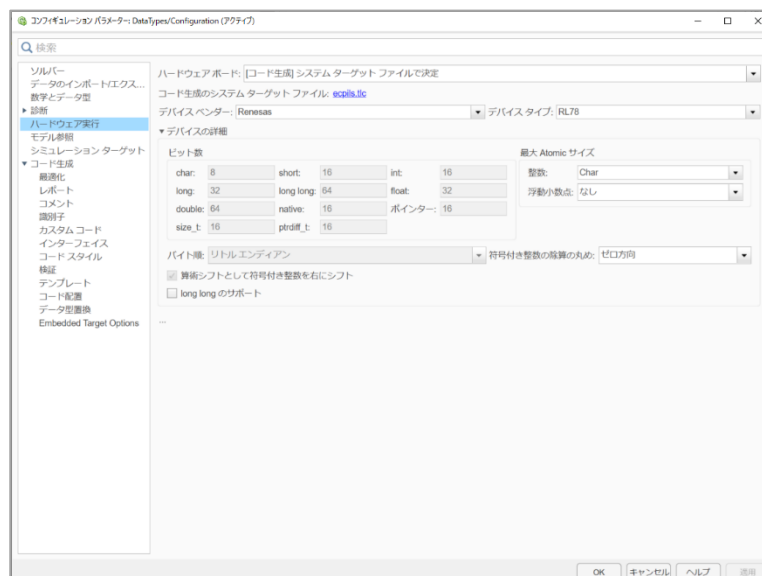 コンフィギュレーション パラメーター: DataTypes/Configuration (アクティブ)
検索
ソルバー
データのインポート/エクス...
数学とデータ型
診断
ハードウェア実行
モデル参照
シミュレーション ターゲット
コード生成
最適化
レポート
コメント
識別子
カスタム コード
インターフェイス
コード スタイル
検証
テンプレート
コード配置
データ型置換
Embedded Target Options
ハードウェア ボード: [コード生成] システム ターゲット ファイルで決定
コード生成のシステム ターゲット ファイル: ecpils.tlc
デバイス ベンダー: Renesas デバイス タイプ: RL78
デバイスの詳細
ビット数 最大 Atomic サイズ
char: 8 short: 16 int: 16 整数: Char
long: 32 long long: 64 float: 32 浮動小数点: なし
double: 64 native: 16 ポインター: 16
size_t: 16 ptrdiff_t: 16
バイト順: リトル エンディアン 符号付き整数の除算の丸め: ゼロ方向
算術シフトとして符号付き整数を右にシフト
long long のサポート
...
OK キャンセル ヘルプ 適用